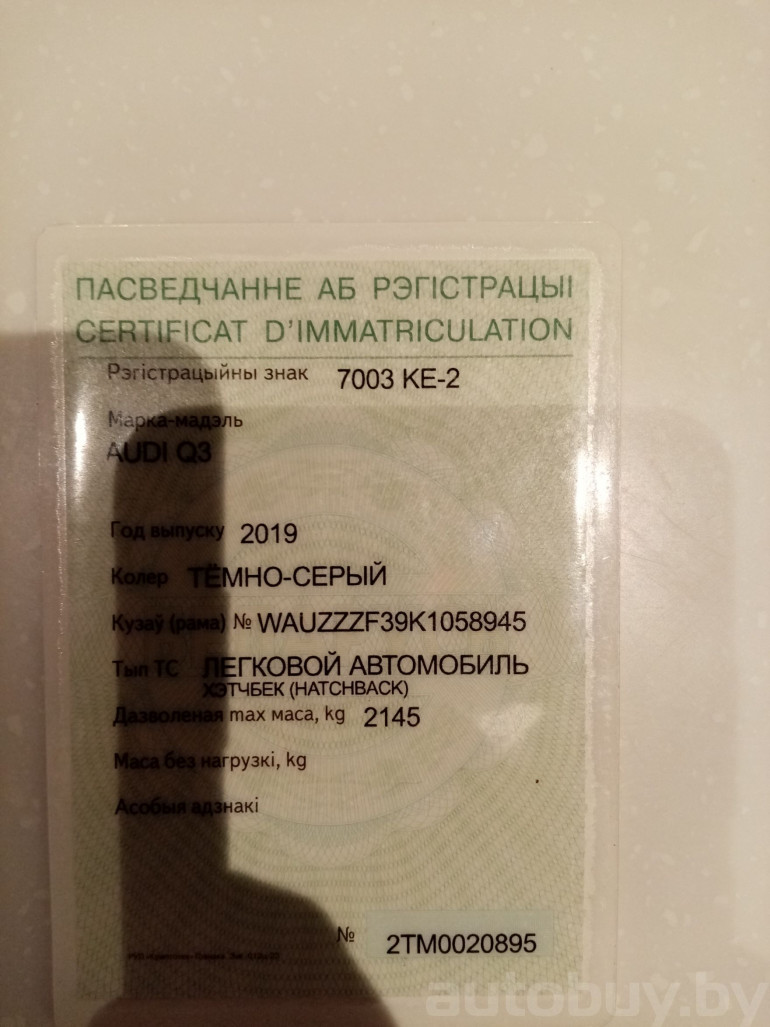 ПАСВЕДЧАННЕ АБ РЭГІСТРАЦЫІ
CERTIFICAT D'IMMATRICULATION
Рэгістрацыйны знак 7003 KE-2
Марка-мадэль
AUDI Q3
Год выпуску 2019
Колер ТЁМНО-СЕРЫЙ
Кузаў (рама) № WAUZZZF39K1058945
Тып ТС ЛЕГКОВОЙ АВТОМОБИЛЬ
ХЭТЧБЕК (HATCHBACK)
Дазволеная max маса, kg 2145
Маса без нагрузкі, kg
Асобыя адзнакі
№ 2TM0020895
autobuy.by